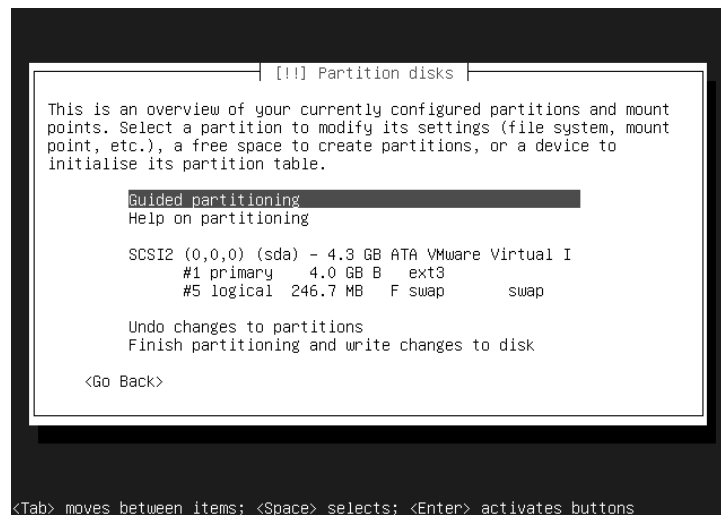 [!!] Partition disks
This is an overview of your currently configured partitions and mount
points. Select a partition to modify its settings (file system, mount
point, etc.), a free space to create partitions, or a device to
initialise its partition table.
Guided partitioning
Help on partitioning
SCSI2 (0,0,0) (sda) - 4.3 GB ATA VMware Virtual I
#1 primary 4.0 GB B ext3
#5 logical 246.7 MB F swap swap
Undo changes to partitions
Finish partitioning and write changes to disk
<Go Back>
<Tab> moves between items; <Space> selects; <Enter> activates buttons